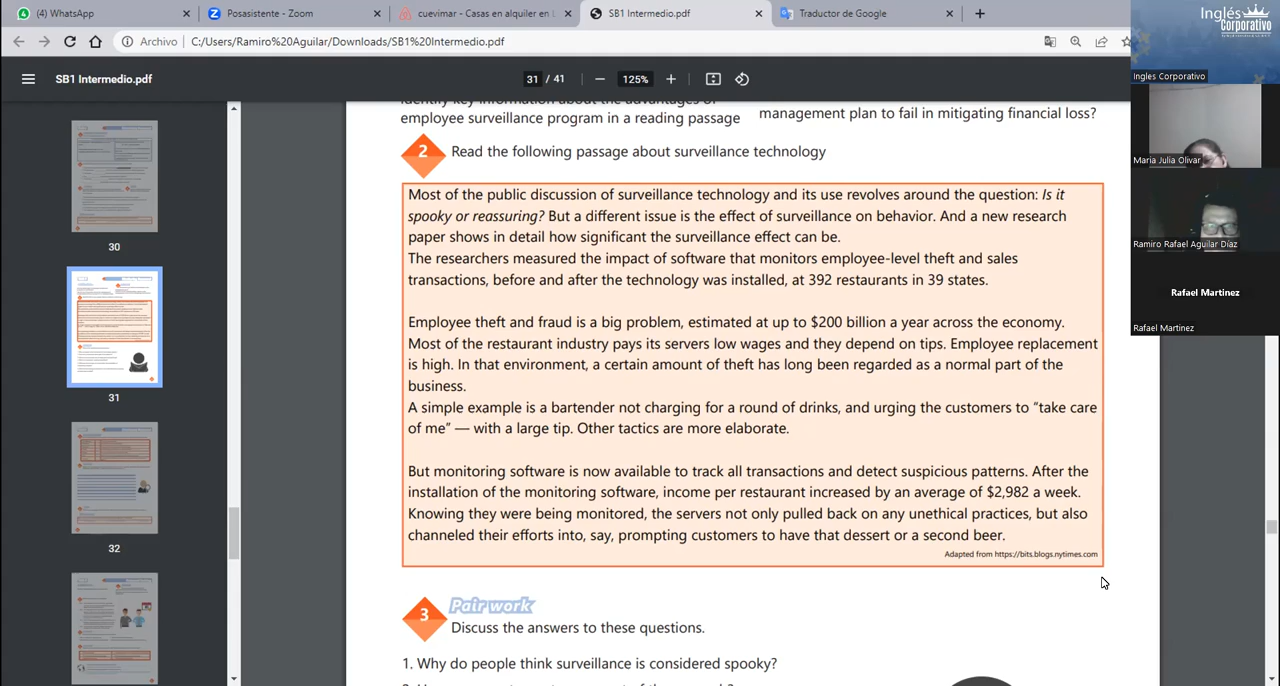 (4) WhatsApp
Posasistente - Zoom
cuevimar - Casas en alquiler en L
SB1 Intermedio.pdf
Traductor de Google
Archivo
C:/Users/Ramiro%20Aguilar/Downloads/SB1%20Intermedio.pdf
SB1 Intermedio.pdf
31 / 41
125%
Inglés
Corporativo
Ingles Corporativo
Maria Julia Olivar
Ramiro Rafael Aguilar Díaz
Rafael Martinez
Rafael Martinez
30
31
32
identify key information about the advantages of
employee surveillance program in a reading passage
management plan to fail in mitigating financial loss?
2
Read the following passage about surveillance technology
Most of the public discussion of surveillance technology and its use revolves around the question: Is it
spooky or reassuring? But a different issue is the effect of surveillance on behavior. And a new research
paper shows in detail how significant the surveillance effect can be.
The researchers measured the impact of software that monitors employee-level theft and sales
transactions, before and after the technology was installed, at 392 restaurants in 39 states.
Employee theft and fraud is a big problem, estimated at up to $200 billion a year across the economy.
Most of the restaurant industry pays its servers low wages and they depend on tips. Employee replacement
is high. In that environment, a certain amount of theft has long been regarded as a normal part of the
business.
A simple example is a bartender not charging for a round of drinks, and urging the customers to “take care
of me” — with a large tip. Other tactics are more elaborate.
But monitoring software is now available to track all transactions and detect suspicious patterns. After the
installation of the monitoring software, income per restaurant increased by an average of $2,982 a week.
Knowing they were being monitored, the servers not only pulled back on any unethical practices, but also
channeled their efforts into, say, prompting customers to have that dessert or a second beer.
Adapted from https://bits.blogs.nytimes.com
3
Pair work
Discuss the answers to these questions.
1. Why do people think surveillance is considered spooky?